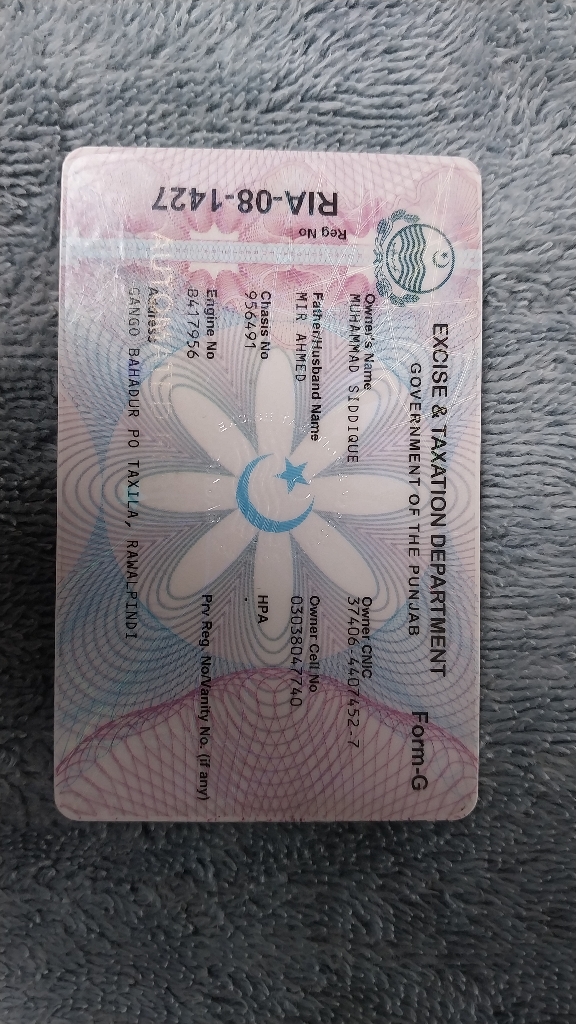 EXCISE & TAXATION DEPARTMENT
GOVERNMENT OF THE PUNJAB
Form-G
Reg No
RIA-08-1427
Owner's Name
MUHAMMAD SIDDIQUE
Owner CNIC
37406-4407452-7
Father/Husband Name
MIR AHMED
Owner Cell No
03038047740
Chasis No
956491
HPA
.
Engine No
8417956
Prv Reg. No/Vanity No. (if any)
Address
GANGO BAHADUR PO TAXILA, RAWALPINDI